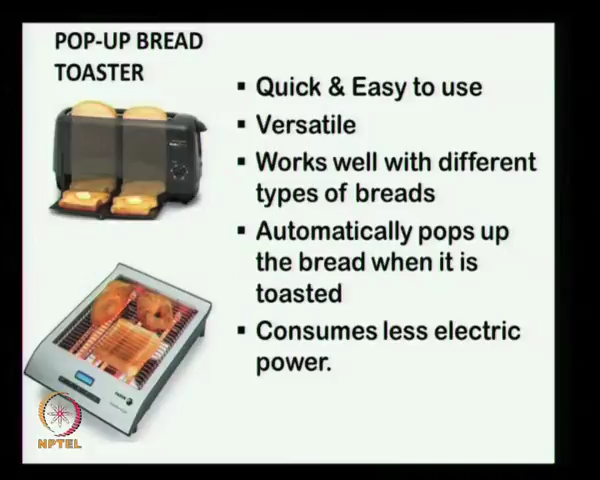 POP-UP BREAD
TOASTER
▪ Quick & Easy to use
▪ Versatile
▪ Works well with different
types of breads
▪ Automatically pops up
the bread when it is
toasted
▪ Consumes less electric
power.
NPTEL